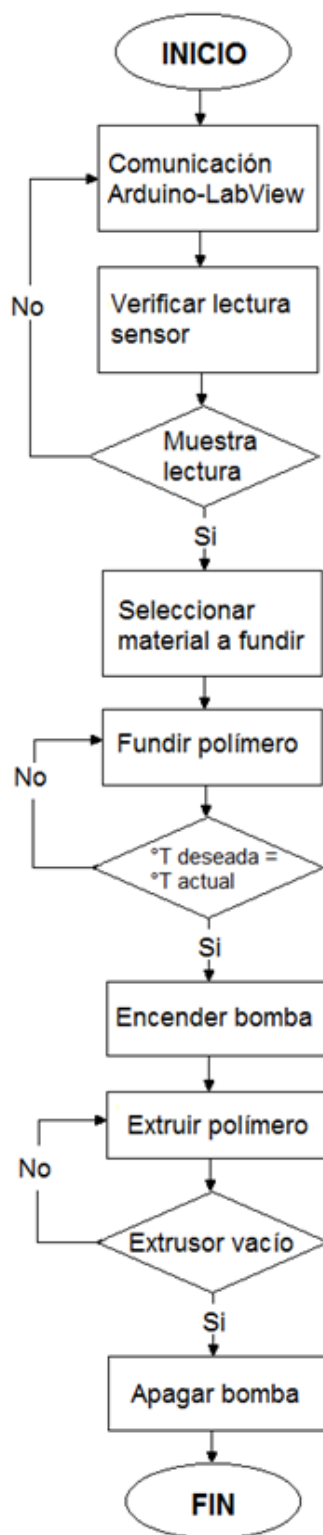 INICIO
Comunicación
Arduino-LabView
No
Verificar lectura
sensor
Muestra
lectura
Si
Seleccionar
material a fundir
Fundir polímero
No
°T deseada =
°T actual
Si
Encender bomba
Extruir polímero
No
Extrusor vacío
Si
Apagar bomba
FIN